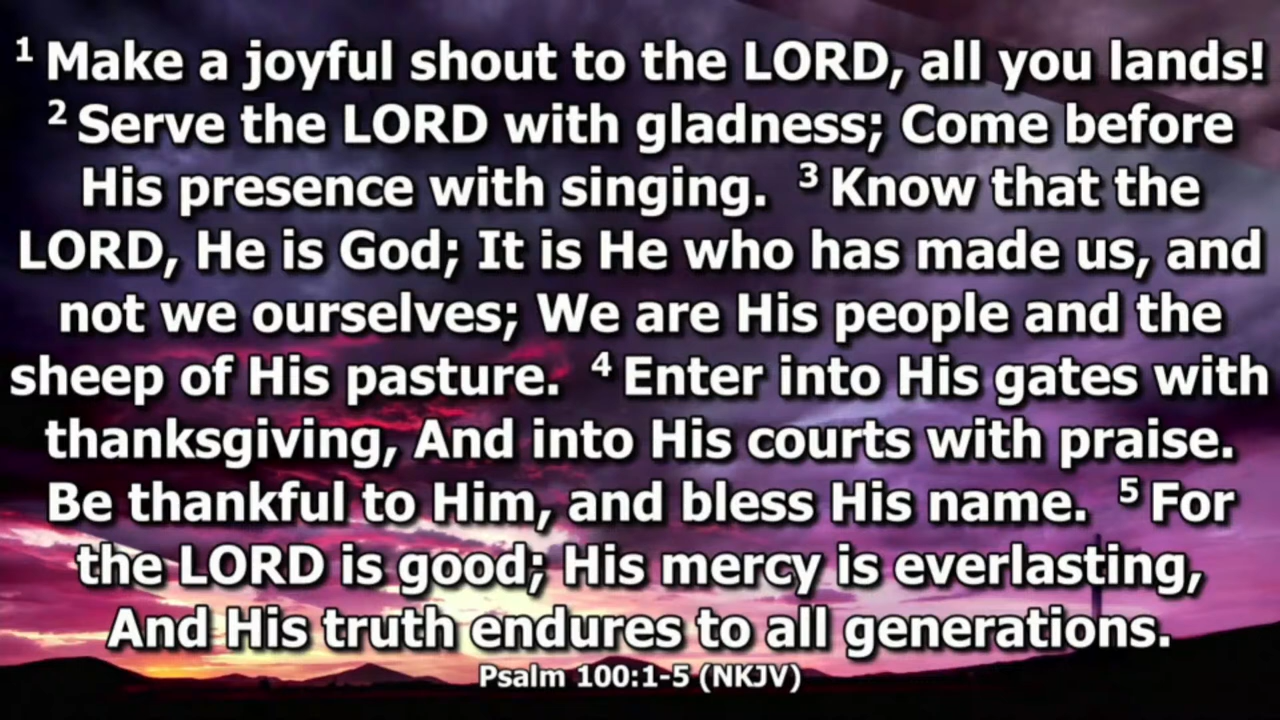 1 Make a joyful shout to the LORD, all you lands!
2 Serve the LORD with gladness; Come before
His presence with singing. 3 Know that the
LORD, He is God; It is He who has made us, and
not we ourselves; We are His people and the
sheep of His pasture. 4 Enter into His gates with
thanksgiving, And into His courts with praise.
Be thankful to Him, and bless His name. 5 For
the LORD is good; His mercy is everlasting,
And His truth endures to all generations.
Psalm 100:1-5 (NKJV)